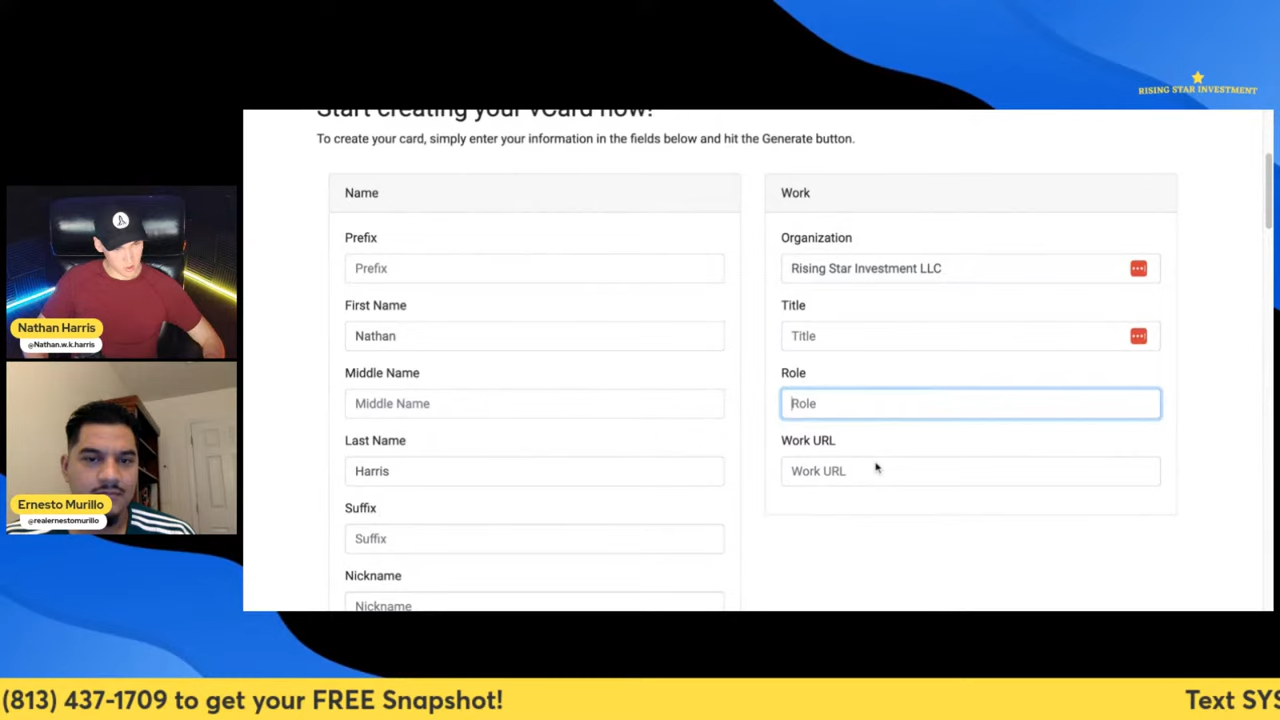 RISING STAR INVESTMENT
Start creating your vCard now!
To create your card, simply enter your information in the fields below and hit the Generate button.
Name
Prefix
Prefix
First Name
Nathan
Middle Name
Middle Name
Last Name
Harris
Suffix
Suffix
Nickname
Nickname
Work
Organization
Rising Star Investment LLC
Title
Title
Role
Role
Work URL
Work URL
Nathan Harris
@Nathan.w.k.harris
Ernesto Murillo
@realernestomurillo
(813) 437-1709 to get your FREE Snapshot!
Text SYS